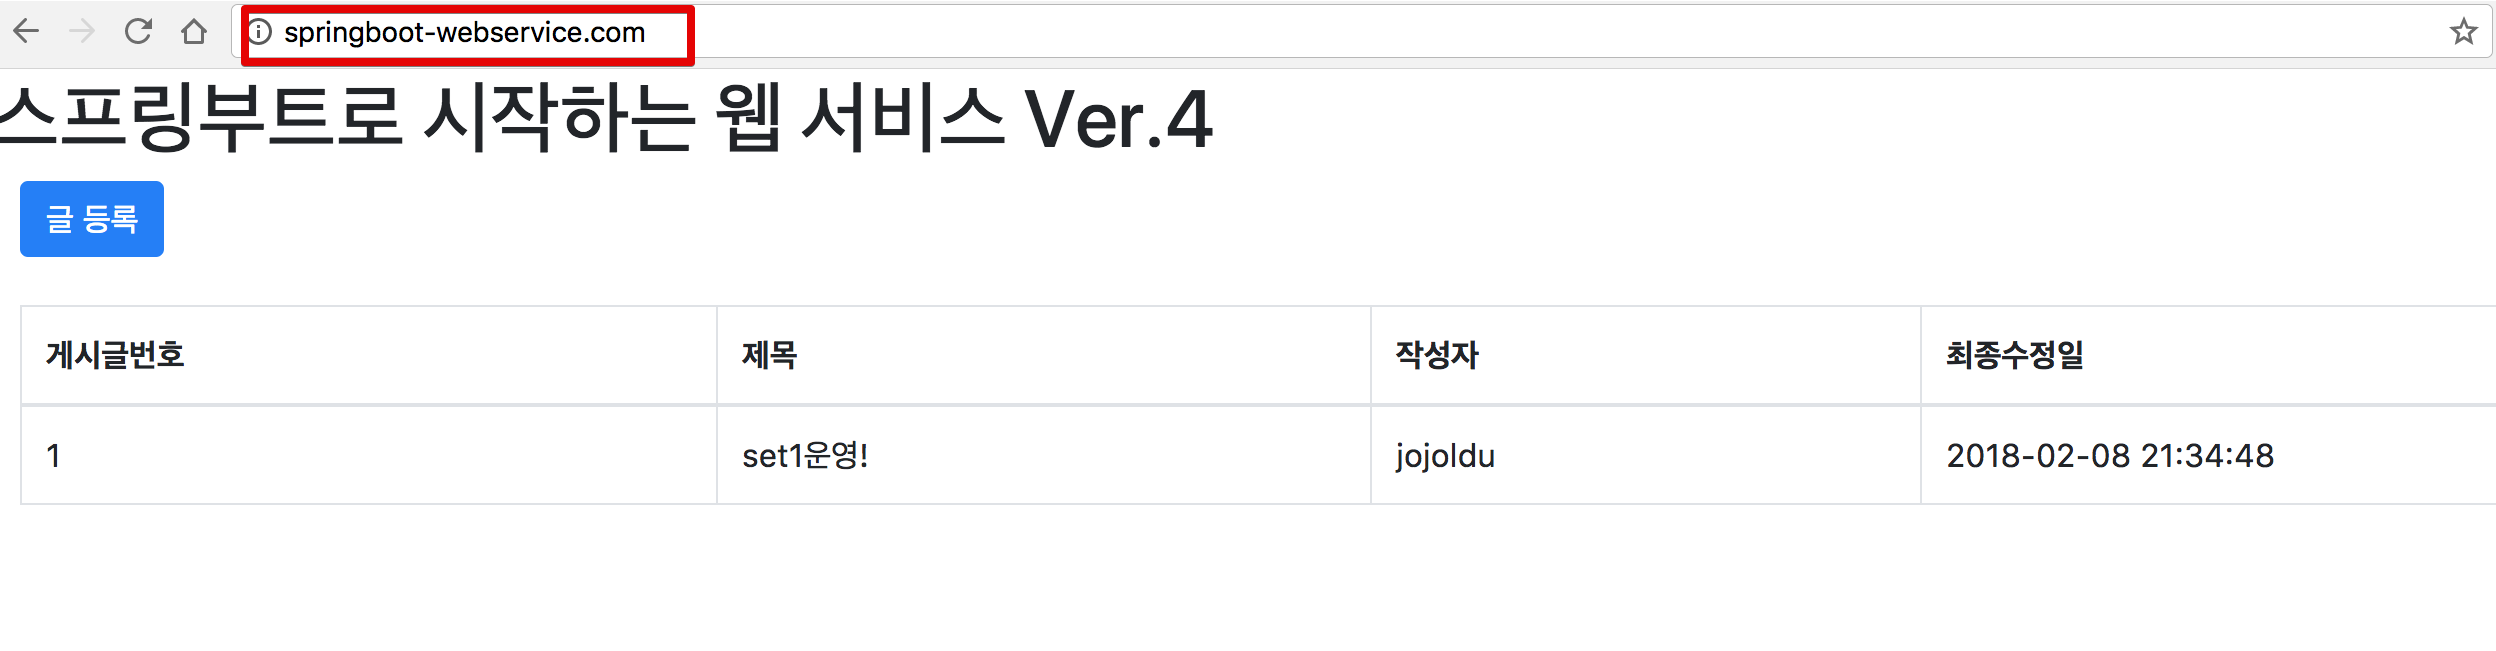 springboot-webservice.com
스프링부트로 시작하는 웹 서비스 Ver.4
글 등록
게시글번호 제목 작성자 최종수정일
1 set1운영! jojoldu 2018-02-08 21:34:48